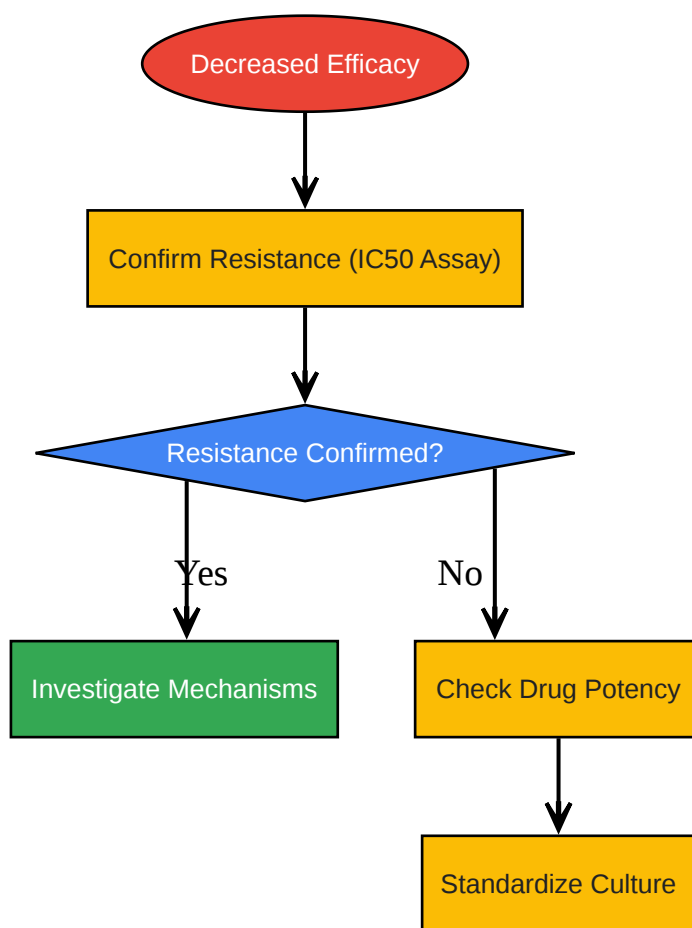 Decreased Efficacy
Confirm Resistance (IC50 Assay)
Resistance Confirmed?
Yes
No
Investigate Mechanisms
Check Drug Potency
Standardize Culture